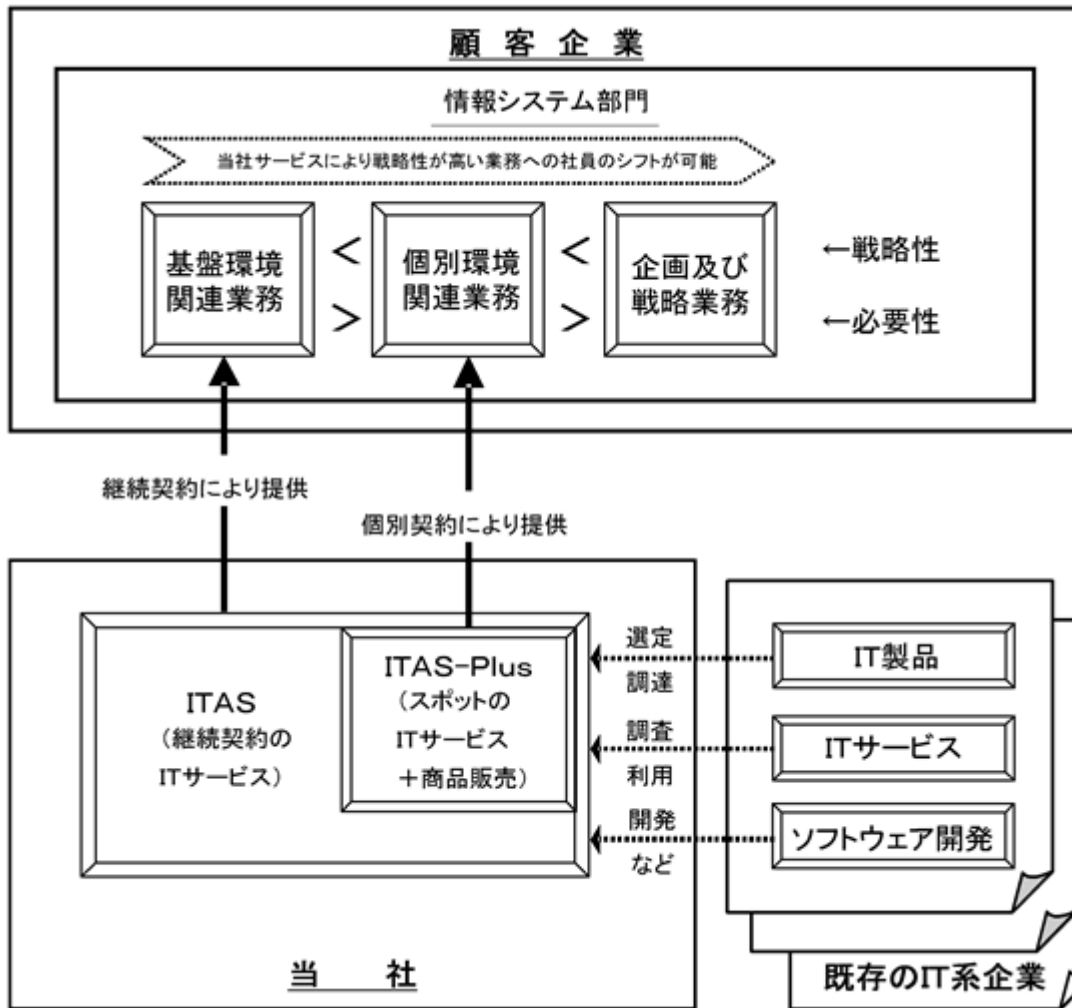 顧 客 企 業
情報システム部門
当社サービスにより戦略性が高い業務への社員のシフトが可能
基盤環境
関連業務
＜
＞
個別環境
関連業務
＜
＞
企画及び
戦略業務
←戦略性
←必要性
継続契約により提供
個別契約により提供
ITAS
（継続契約の
ITサービス）
ITAS-Plus
（スポットの
ITサービス
＋商品販売）
選定
調達
調査
利用
開発
など
IT製品
ITサービス
ソフトウェア開発
当 社
既存のIT系企業